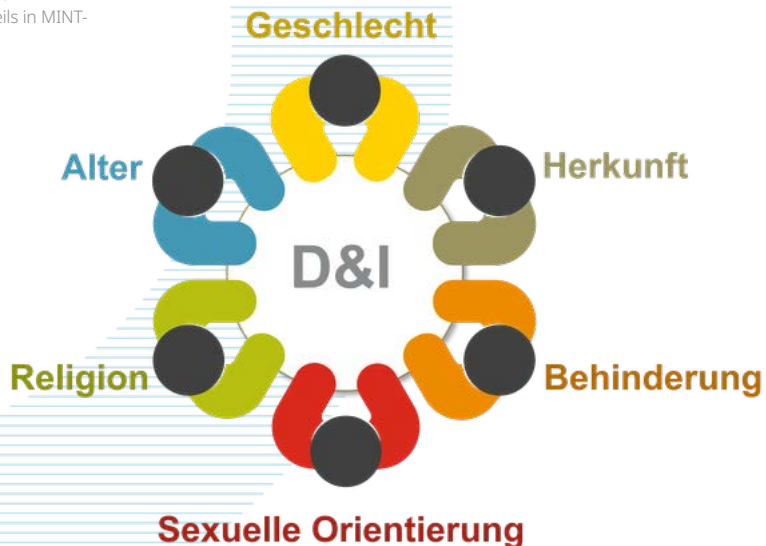 eils in MINT-
Geschlecht
Alter
Herkunft
D&I
Religion
Behinderung
Sexuelle Orientierung